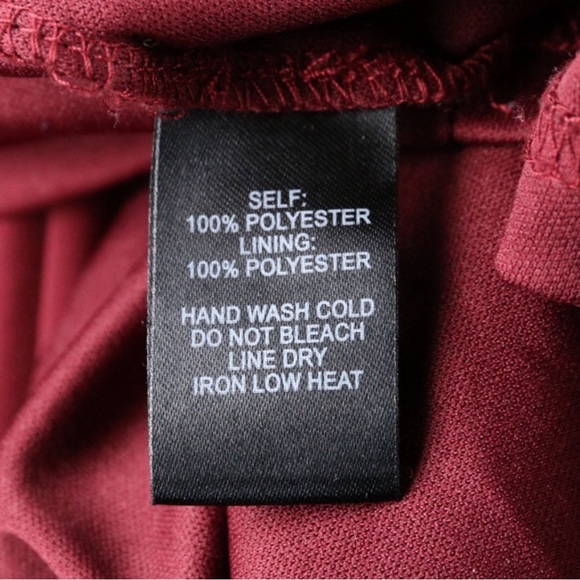 SELF:
100% POLYESTER
LINING:
100% POLYESTER
HAND WASH COLD
DO NOT BLEACH
LINE DRY
IRON LOW HEAT